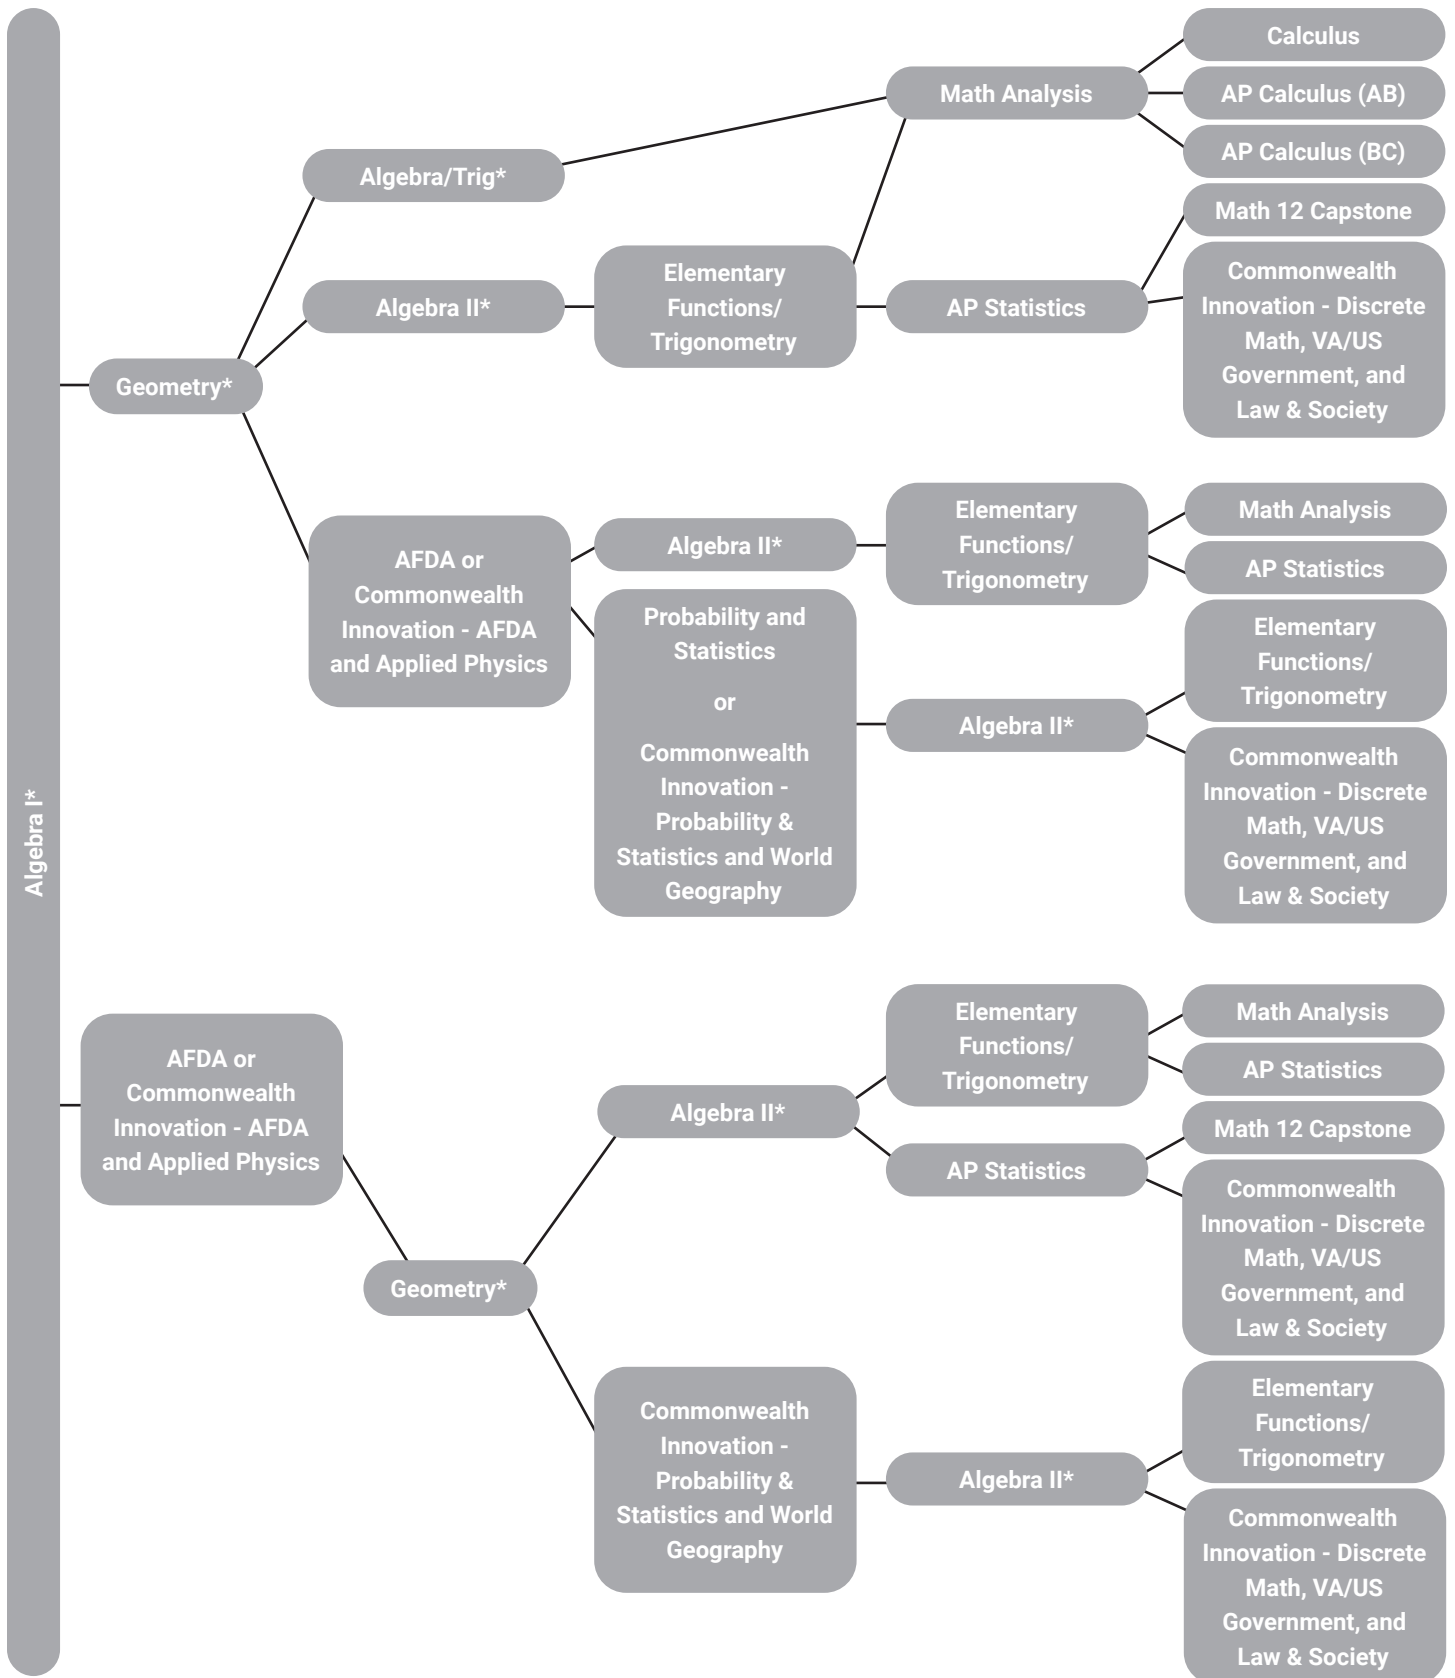 Algebra I*
Geometry*
Algebra/Trig*
Math Analysis
Calculus
AP Calculus (AB)
AP Calculus (BC)
Algebra II*
Elementary
Functions/
Trigonometry
AP Statistics
Math 12 Capstone
Commonwealth
Innovation - Discrete
Math, VA/US
Government, and
Law & Society
AFDA or
Commonwealth
Innovation - AFDA
and Applied Physics
Algebra II*
Elementary
Functions/
Trigonometry
Math Analysis
AP Statistics
Probability and
Statistics
or
Commonwealth
Innovation -
Probability &
Statistics and World
Geography
Algebra II*
Elementary
Functions/
Trigonometry
Commonwealth
Innovation - Discrete
Math, VA/US
Government, and
Law & Society
AFDA or
Commonwealth
Innovation - AFDA
and Applied Physics
Geometry*
Algebra II*
Elementary
Functions/
Trigonometry
Math Analysis
AP Statistics
AP Statistics
Math 12 Capstone
Commonwealth
Innovation - Discrete
Math, VA/US
Government, and
Law & Society
Commonwealth
Innovation -
Probability &
Statistics and World
Geography
Algebra II*
Elementary
Functions/
Trigonometry
Commonwealth
Innovation - Discrete
Math, VA/US
Government, and
Law & Society